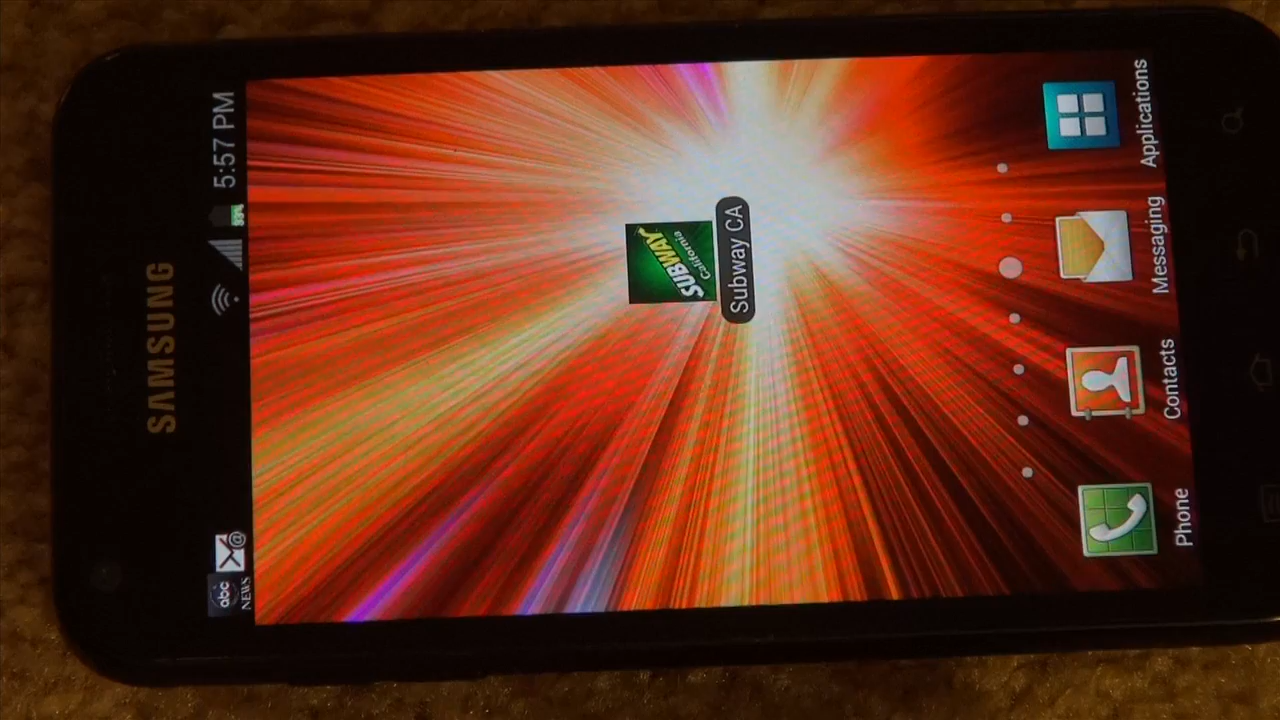 SAMSUNG
abc
NEWS
5:57 PM
SUBWAY
California
Subway CA
Phone
Contacts
Messaging
Applications